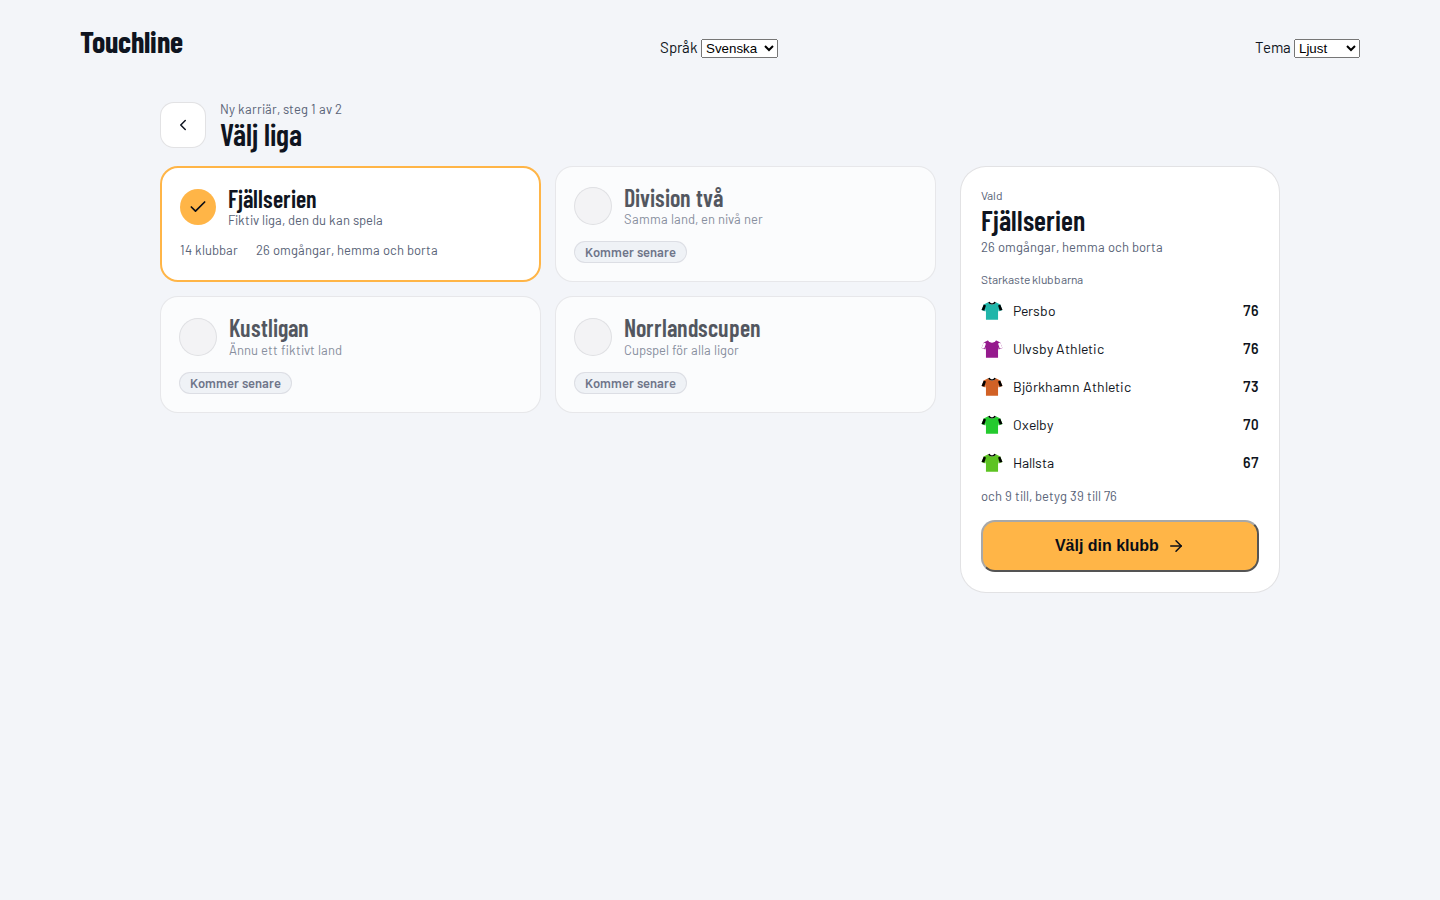 Touchline
Språk Svenska
Tema Ljust
Ny karriär, steg 1 av 2
Välj liga
Fjällserien
Fiktiv liga, den du kan spela
14 klubbar 26 omgångar, hemma och borta
Division två
Samma land, en nivå ner
Kommer senare
Kustligan
Ännu ett fiktivt land
Kommer senare
Norrlandscupen
Cupspel för alla ligor
Kommer senare
Vald
Fjällserien
26 omgångar, hemma och borta
Starkaste klubbarna
Persbo 76
Ulvsby Athletic 76
Björkhamn Athletic 73
Oxelby 70
Hallsta 67
och 9 till, betyg 39 till 76
Välj din klubb